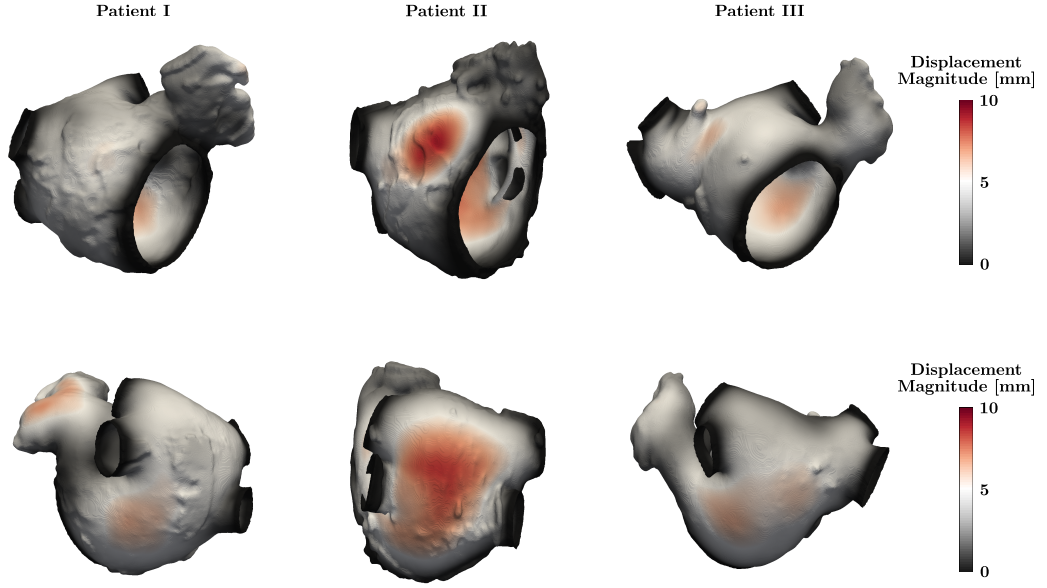 Patient I
Patient II
Patient III
Displacement
Magnitude [mm]
10
5
0
Displacement
Magnitude [mm]
10
5
0